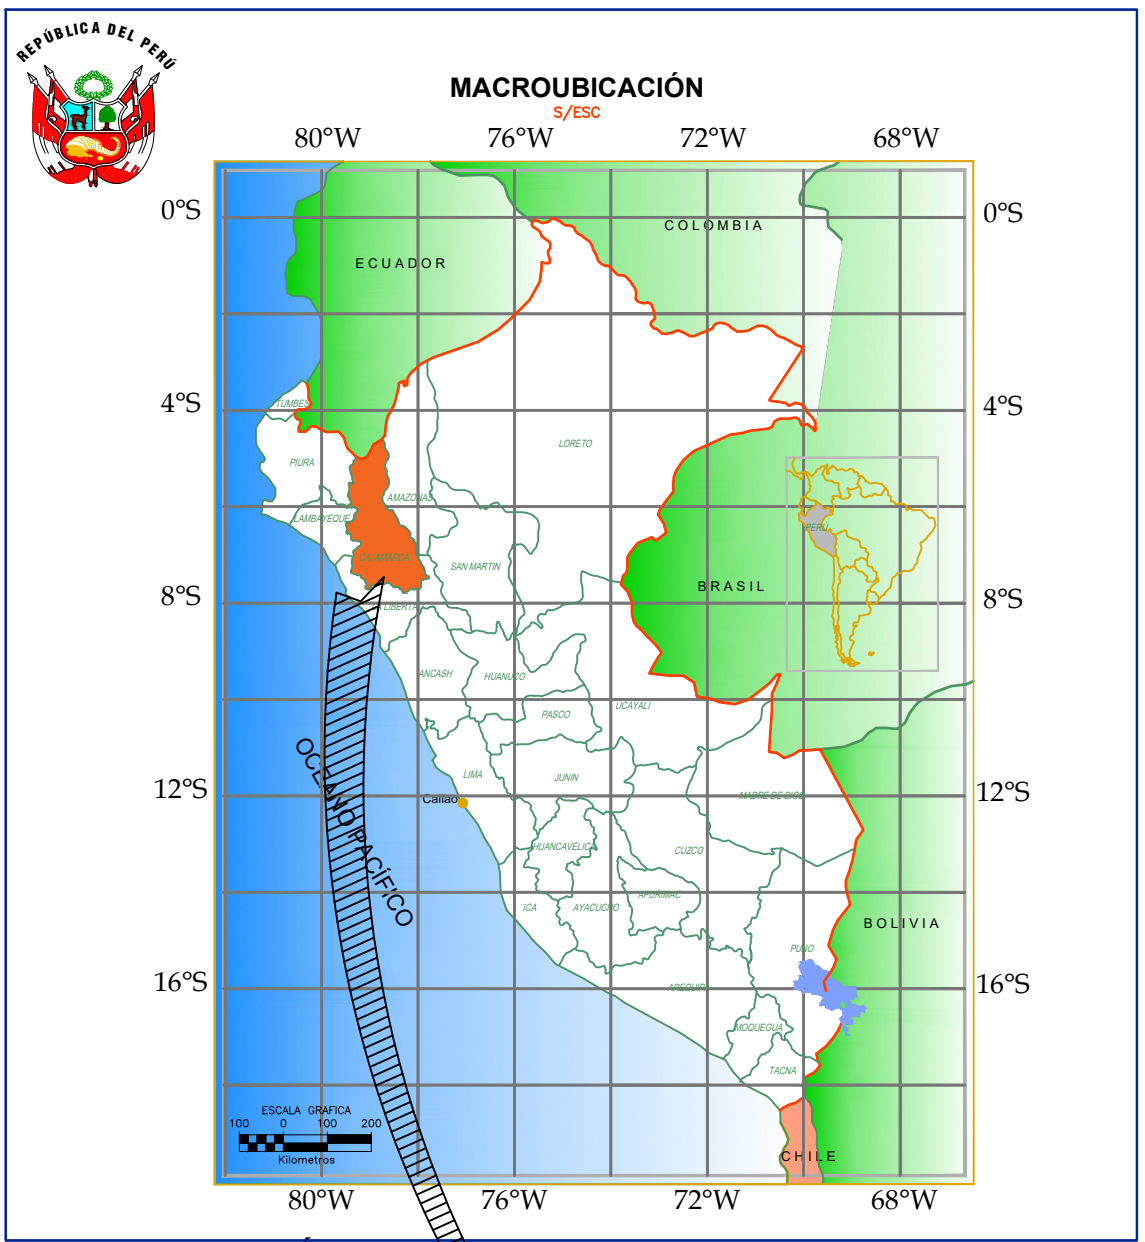 REPÚBLICA DEL PERÚ
MACROUBICACIÓN
S/ESC
80°W 76°W 72°W 68°W
0°S 0°S
COLOMBIA
ECUADOR
4°S 4°S
TUMBES
LORETO
PIURA
AMAZONAS
LAMBAYEQUE
PERÚ
CAJAMARCA
SAN MARTIN
BRASIL
8°S 8°S
LA LIBERTA
ANCASH
HUANUCO
UCAYALI
PASCO
OCEANO PACÍFICO
LIMA
JUNIN
12°S 12°S
Callao
MADRE DE DIOS
HUANCAVELICA
CUZCO
APURIMAC
ICA
AYACUCHO
BOLIVIA
PUNO
16°S 16°S
AREQUIPA
MOQUEGUA
TACNA
ESCALA GRAFICA
100 0 100 200
Kilometros
CHILE
80°W 76°W 72°W 68°W